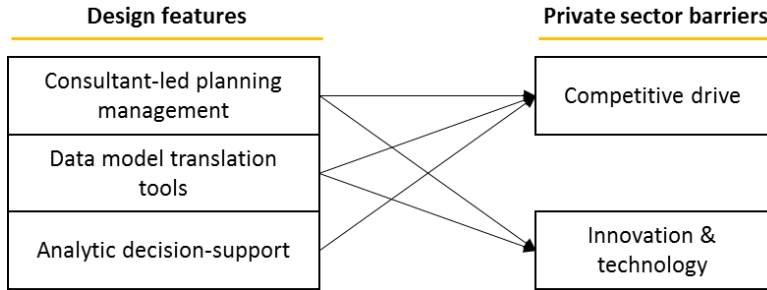 Design features
Private sector barriers
Consultant-led planning
management
Competitive drive
Data model translation
tools
Analytic decision-support
Innovation &
technology